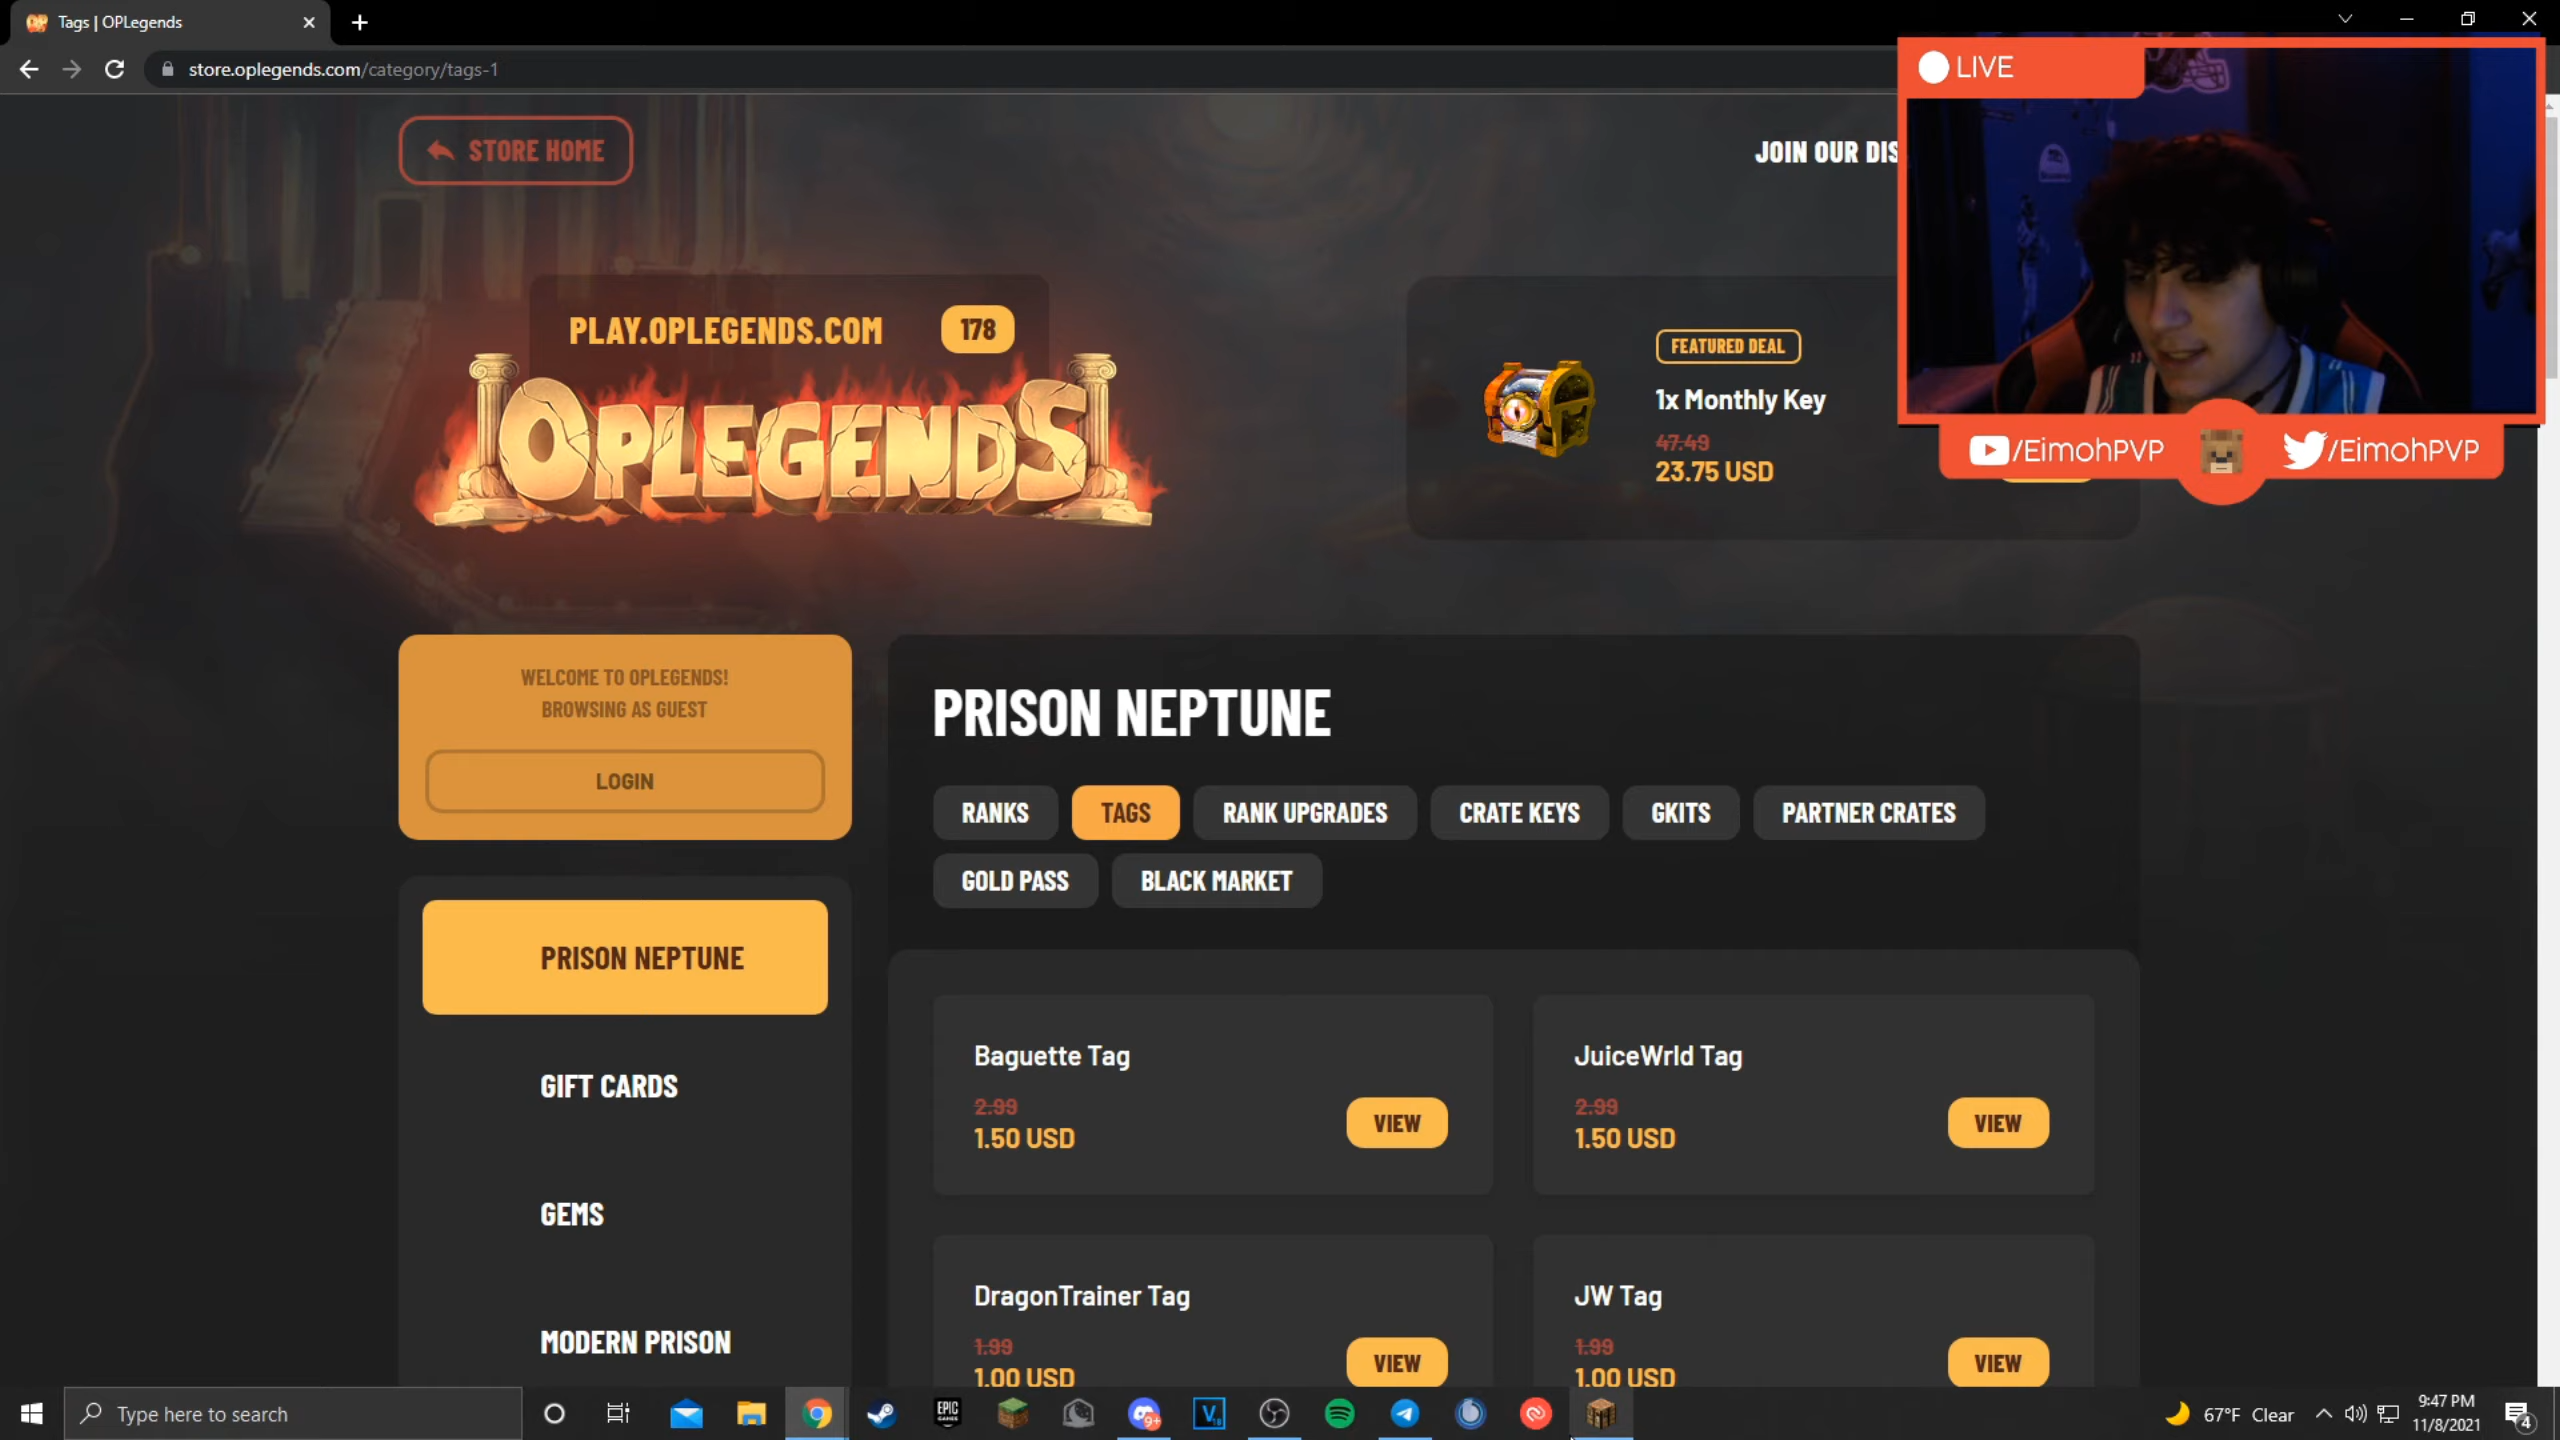 Tags | OPLegends
store.oplegends.com/category/tags-1
LIVE
STORE HOME
JOIN OUR DIS
PLAY.OPLEGENDS.COM 178
OPLEGENDS
FEATURED DEAL
1x Monthly Key
47.49
23.75 USD
/EimohPVP /EimohPVP
WELCOME TO OPLEGENDS!
BROWSING AS GUEST
LOGIN
PRISON NEPTUNE
GIFT CARDS
GEMS
MODERN PRISON
PRISON NEPTUNE
RANKS TAGS RANK UPGRADES CRATE KEYS GKITS PARTNER CRATES
GOLD PASS BLACK MARKET
Baguette Tag
2.99
1.50 USD
VIEW
JuiceWrld Tag
2.99
1.50 USD
VIEW
DragonTrainer Tag
1.99
1.00 USD
VIEW
JW Tag
1.99
1.00 USD
VIEW
Type here to search
EPIC GAMES
9+
V
67°F Clear
9:47 PM
11/8/2021
4